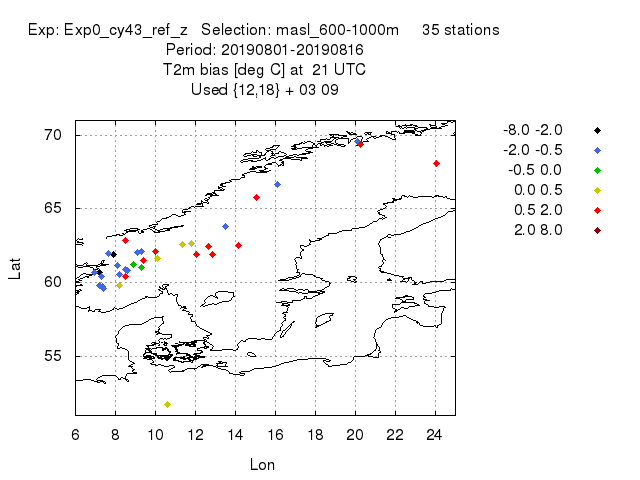 Exp: Exp0_cy43_ref_z Selection: masl_600-1000m 35 stations
Period: 20190801-20190816
T2m bias [deg C] at 21 UTC
Used {12,18} + 03 09
70
65
60
55
Lat
6 8 10 12 14 16 18 20 22 24
Lon
-8.0 -2.0
-2.0 -0.5
-0.5 0.0
0.0 0.5
0.5 2.0
2.0 8.0